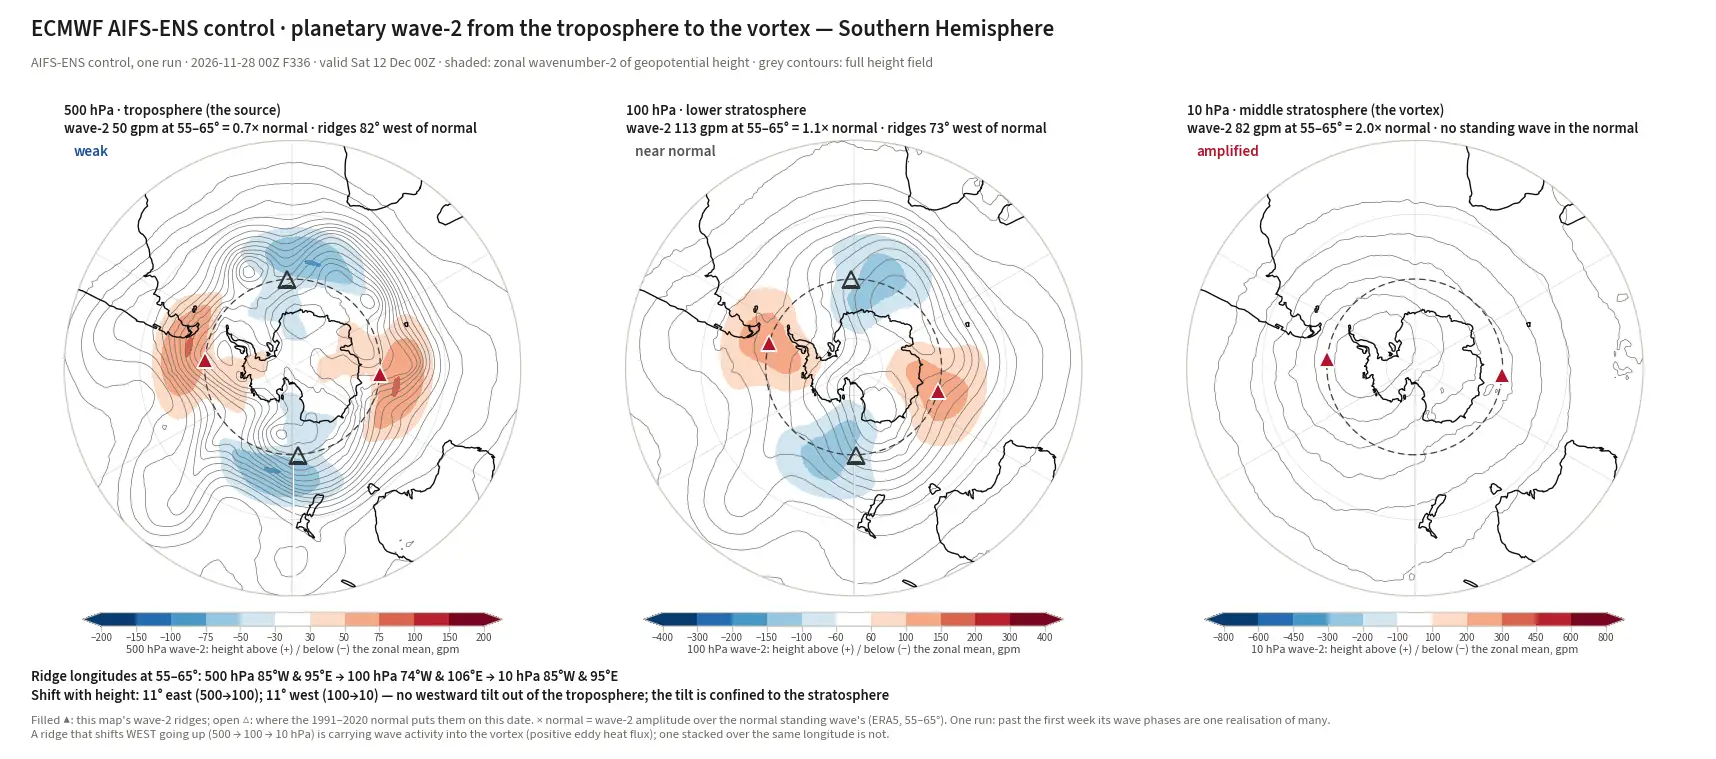 ECMWF AIFS-ENS control · planetary wave-2 from the troposphere to the vortex — Southern Hemisphere
AIFS-ENS control, one run · 2026-11-28 00Z F336 · valid Sat 12 Dec 00Z · shaded: zonal wavenumber-2 of geopotential height · grey contours: full height field
500 hPa · troposphere (the source)
wave-2 50 gpm at 55–65° = 0.7× normal · ridges 82° west of normal
weak
100 hPa · lower stratosphere
wave-2 113 gpm at 55–65° = 1.1× normal · ridges 73° west of normal
near normal
10 hPa · middle stratosphere (the vortex)
wave-2 82 gpm at 55–65° = 2.0× normal · no standing wave in the normal
amplified
−200 −150 −100 −75 −50 −30 30 50 75 100 150 200
500 hPa wave-2: height above (+) / below (−) the zonal mean, gpm
−400 −300 −200 −150 −100 −60 60 100 150 200 300 400
100 hPa wave-2: height above (+) / below (−) the zonal mean, gpm
−800 −600 −450 −300 −200 −100 100 200 300 450 600 800
10 hPa wave-2: height above (+) / below (−) the zonal mean, gpm
Ridge longitudes at 55–65°: 500 hPa 85°W & 95°E → 100 hPa 74°W & 106°E → 10 hPa 85°W & 95°E
Shift with height: 11° east (500→100); 11° west (100→10) — no westward tilt out of the troposphere; the tilt is confined to the stratosphere
Filled ▲: this map's wave-2 ridges; open △: where the 1991–2020 normal puts them on this date. × normal = wave-2 amplitude over the normal standing wave's (ERA5, 55–65°). One run: past the first week its wave phases are one realisation of many.
A ridge that shifts WEST going up (500 → 100 → 10 hPa) is carrying wave activity into the vortex (positive eddy heat flux); one stacked over the same longitude is not.